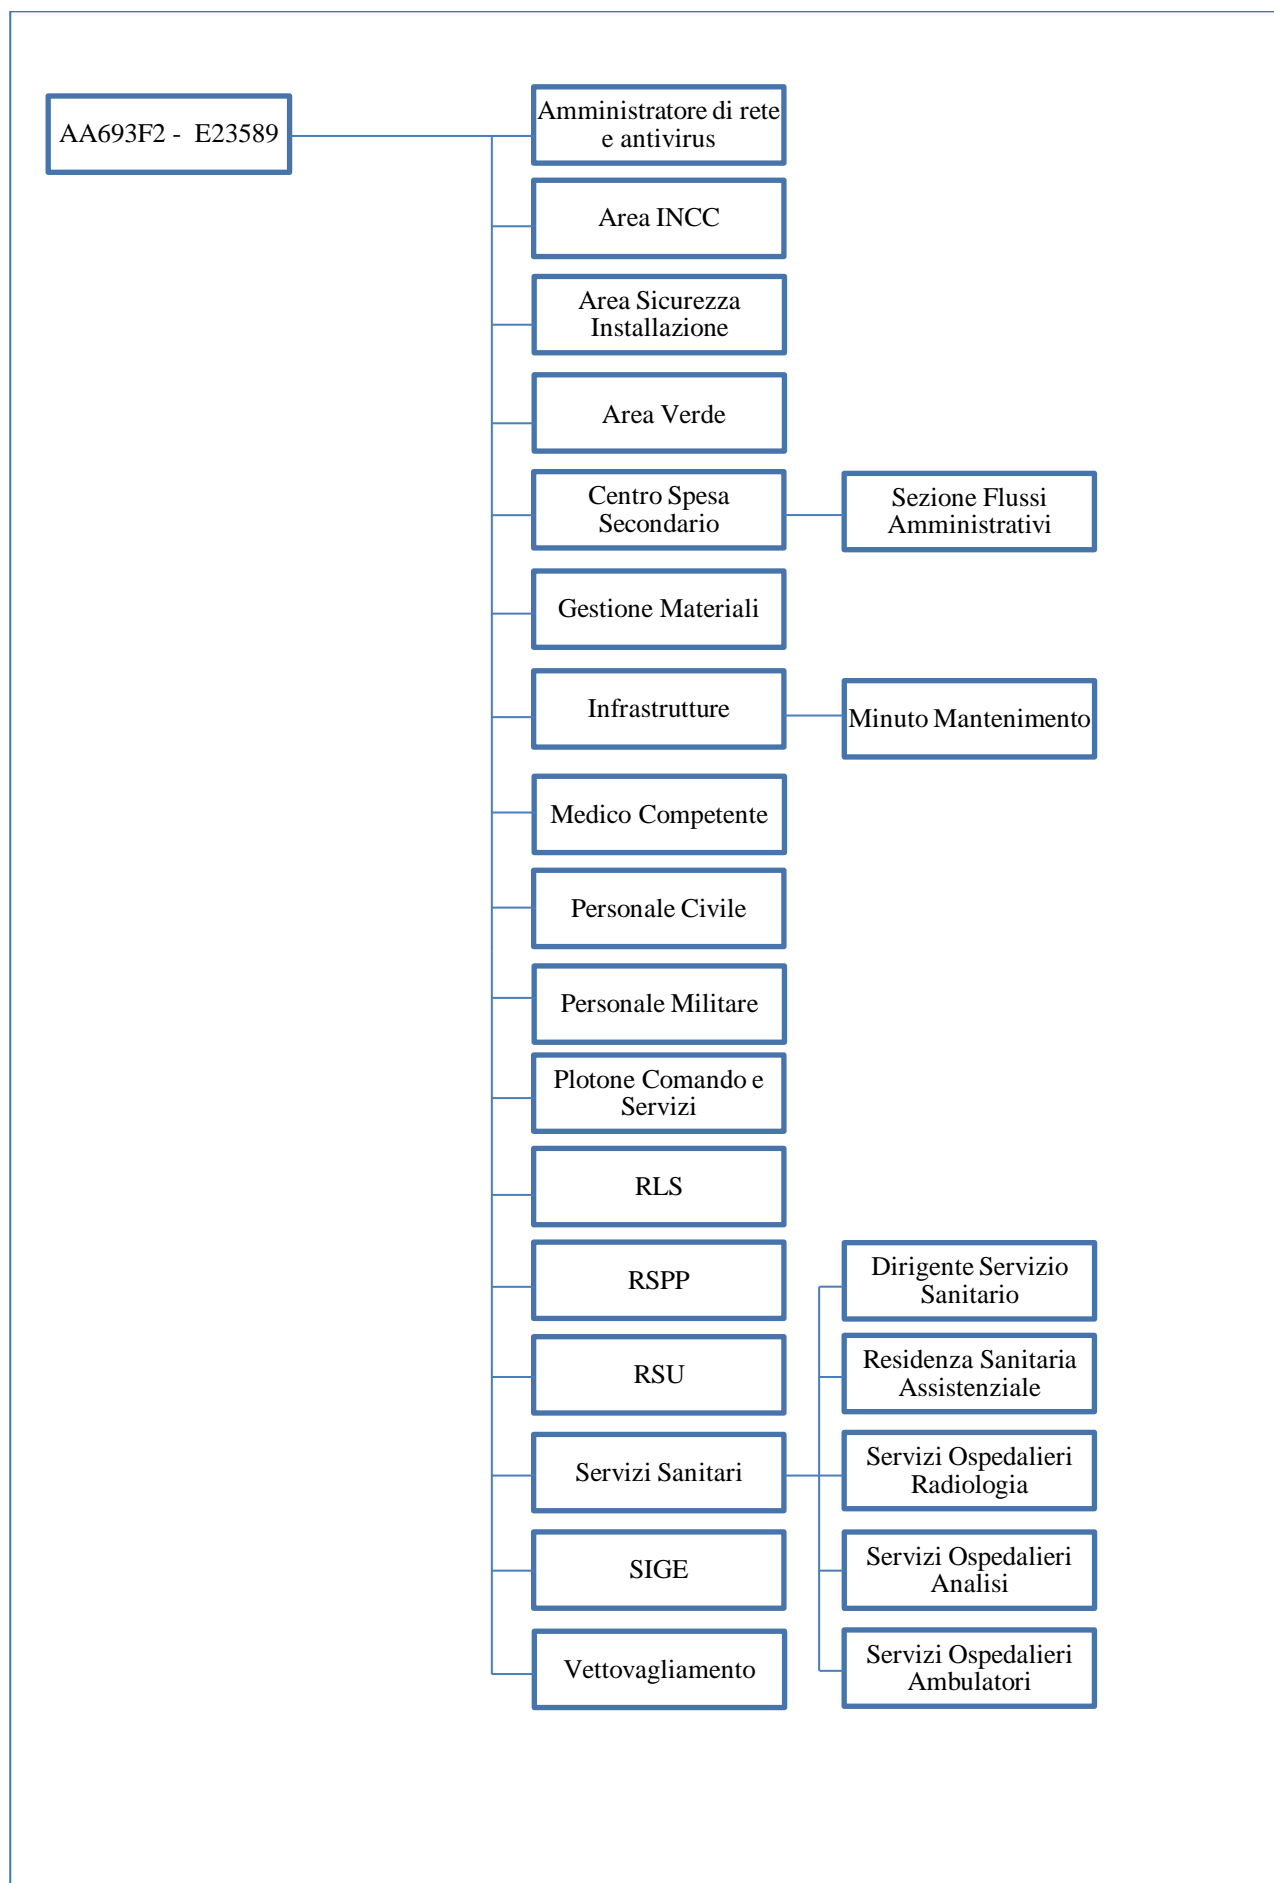 AA693F2 - E23589
Amministratore di rete
e antivirus
Area INCC
Area Sicurezza
Installazione
Area Verde
Centro Spesa
Secondario
Sezione Flussi
Amministrativi
Gestione Materiali
Infrastrutture
Minuto Mantenimento
Medico Competente
Personale Civile
Personale Militare
Plotone Comando e
Servizi
RLS
RSPP
RSU
Servizi Sanitari
Dirigente Servizio
Sanitario
Residenza Sanitaria
Assistenziale
Servizi Ospedalieri
Radiologia
Servizi Ospedalieri
Analisi
Servizi Ospedalieri
Ambulatori
SIGE
Vettovagliamento